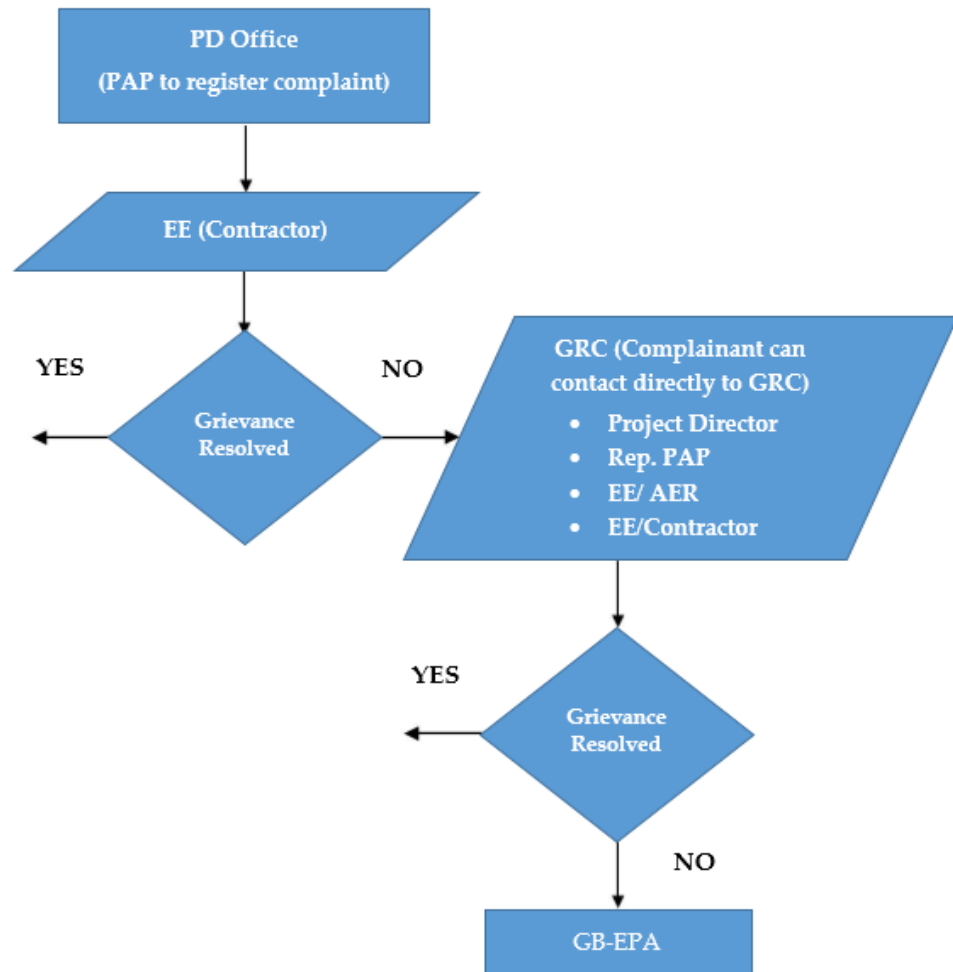 PD Office
(PAP to register complaint)
EE (Contractor)
YES
NO
Grievance
Resolved
GRC (Complainant can
contact directly to GRC)
• Project Director
• Rep. PAP
• EE/ AER
• EE/Contractor
YES
Grievance
Resolved
NO
GB-EPA